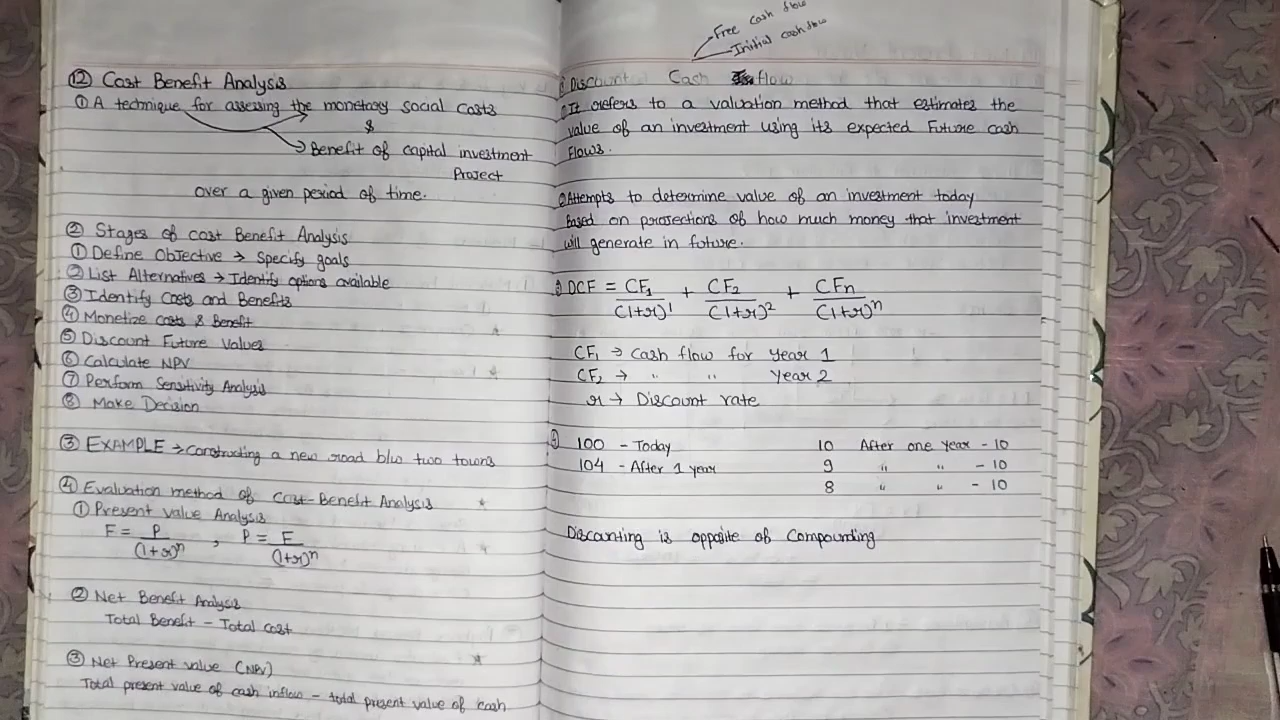 ⑫ Cost Benefit Analysis
① A technique for assessing the monetary social costs
&
→ Benefit of capital investment
Project
over a given period of time.
② Stages of cost Benefit Analysis
① Define Objective → Specify goals
② List Alternatives → Identify options available
③ Identify Costs and Benefits
④ Monetize costs & Benefit
⑤ Discount Future Values
⑥ Calculate NPV
⑦ Perform Sensitivity Analysis
⑧ Make Decision
③ EXAMPLE → Constructing a new road b/w two towns
④ Evaluation method of Cost-Benefit Analysis
① Present value Analysis
F = P/(1+r)^n , P = F/(1+r)^n
② Net Benefit Analysis
Total Benefit - Total cost
③ Net Present value (NPV)
Total present value of cash inflow - total present value of cash
Free cash flow
Initial cash flow
Discount Cash flow
① It refers to a valuation method that estimates the
value of an investment using its expected Future cash
flows.
② Attempts to determine value of an investment today
Based on projections of how much money that investment
will generate in future.
③ DCF = CF₁/(1+r)^1 + CF₂/(1+r)^2 + CFn/(1+r)^n
CF₁ → Cash flow for year 1
CF₂ → " " Year 2
r → Discount rate
100 - Today 10 After one year - 10
104 - After 1 year 9 " " - 10
8 " " - 10
Discounting is opposite of Compounding